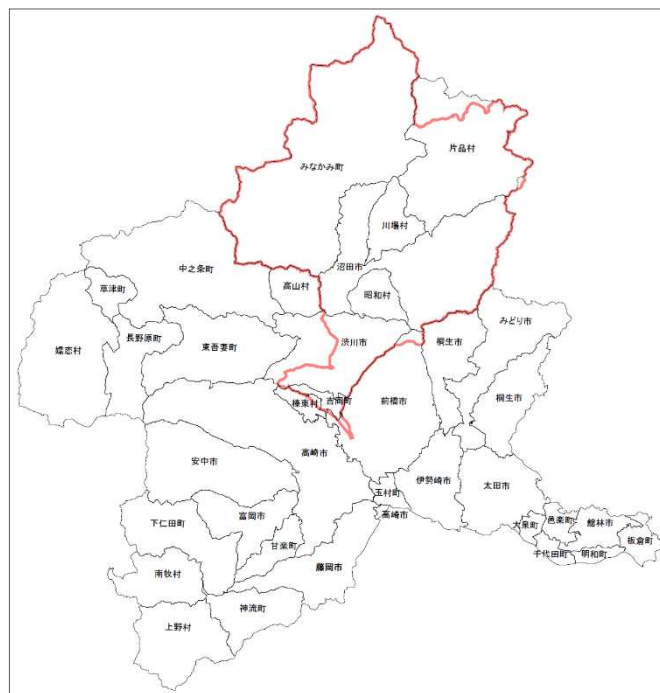 みなかみ町
片品村
川場村
沼田市
中之条町
高山村
昭和村
草津町
みどり市
長野原町
東吾妻町
渋川市
桐生市
嬬恋村
桐生市
榛東村
吉岡町
前橋市
高崎市
安中市
伊勢崎市
太田市
玉村町
高崎市
富岡市
下仁田町
大泉町
邑楽町
館林市
板倉町
甘楽町
千代田町
明和町
藤岡市
南牧村
神流町
上野村